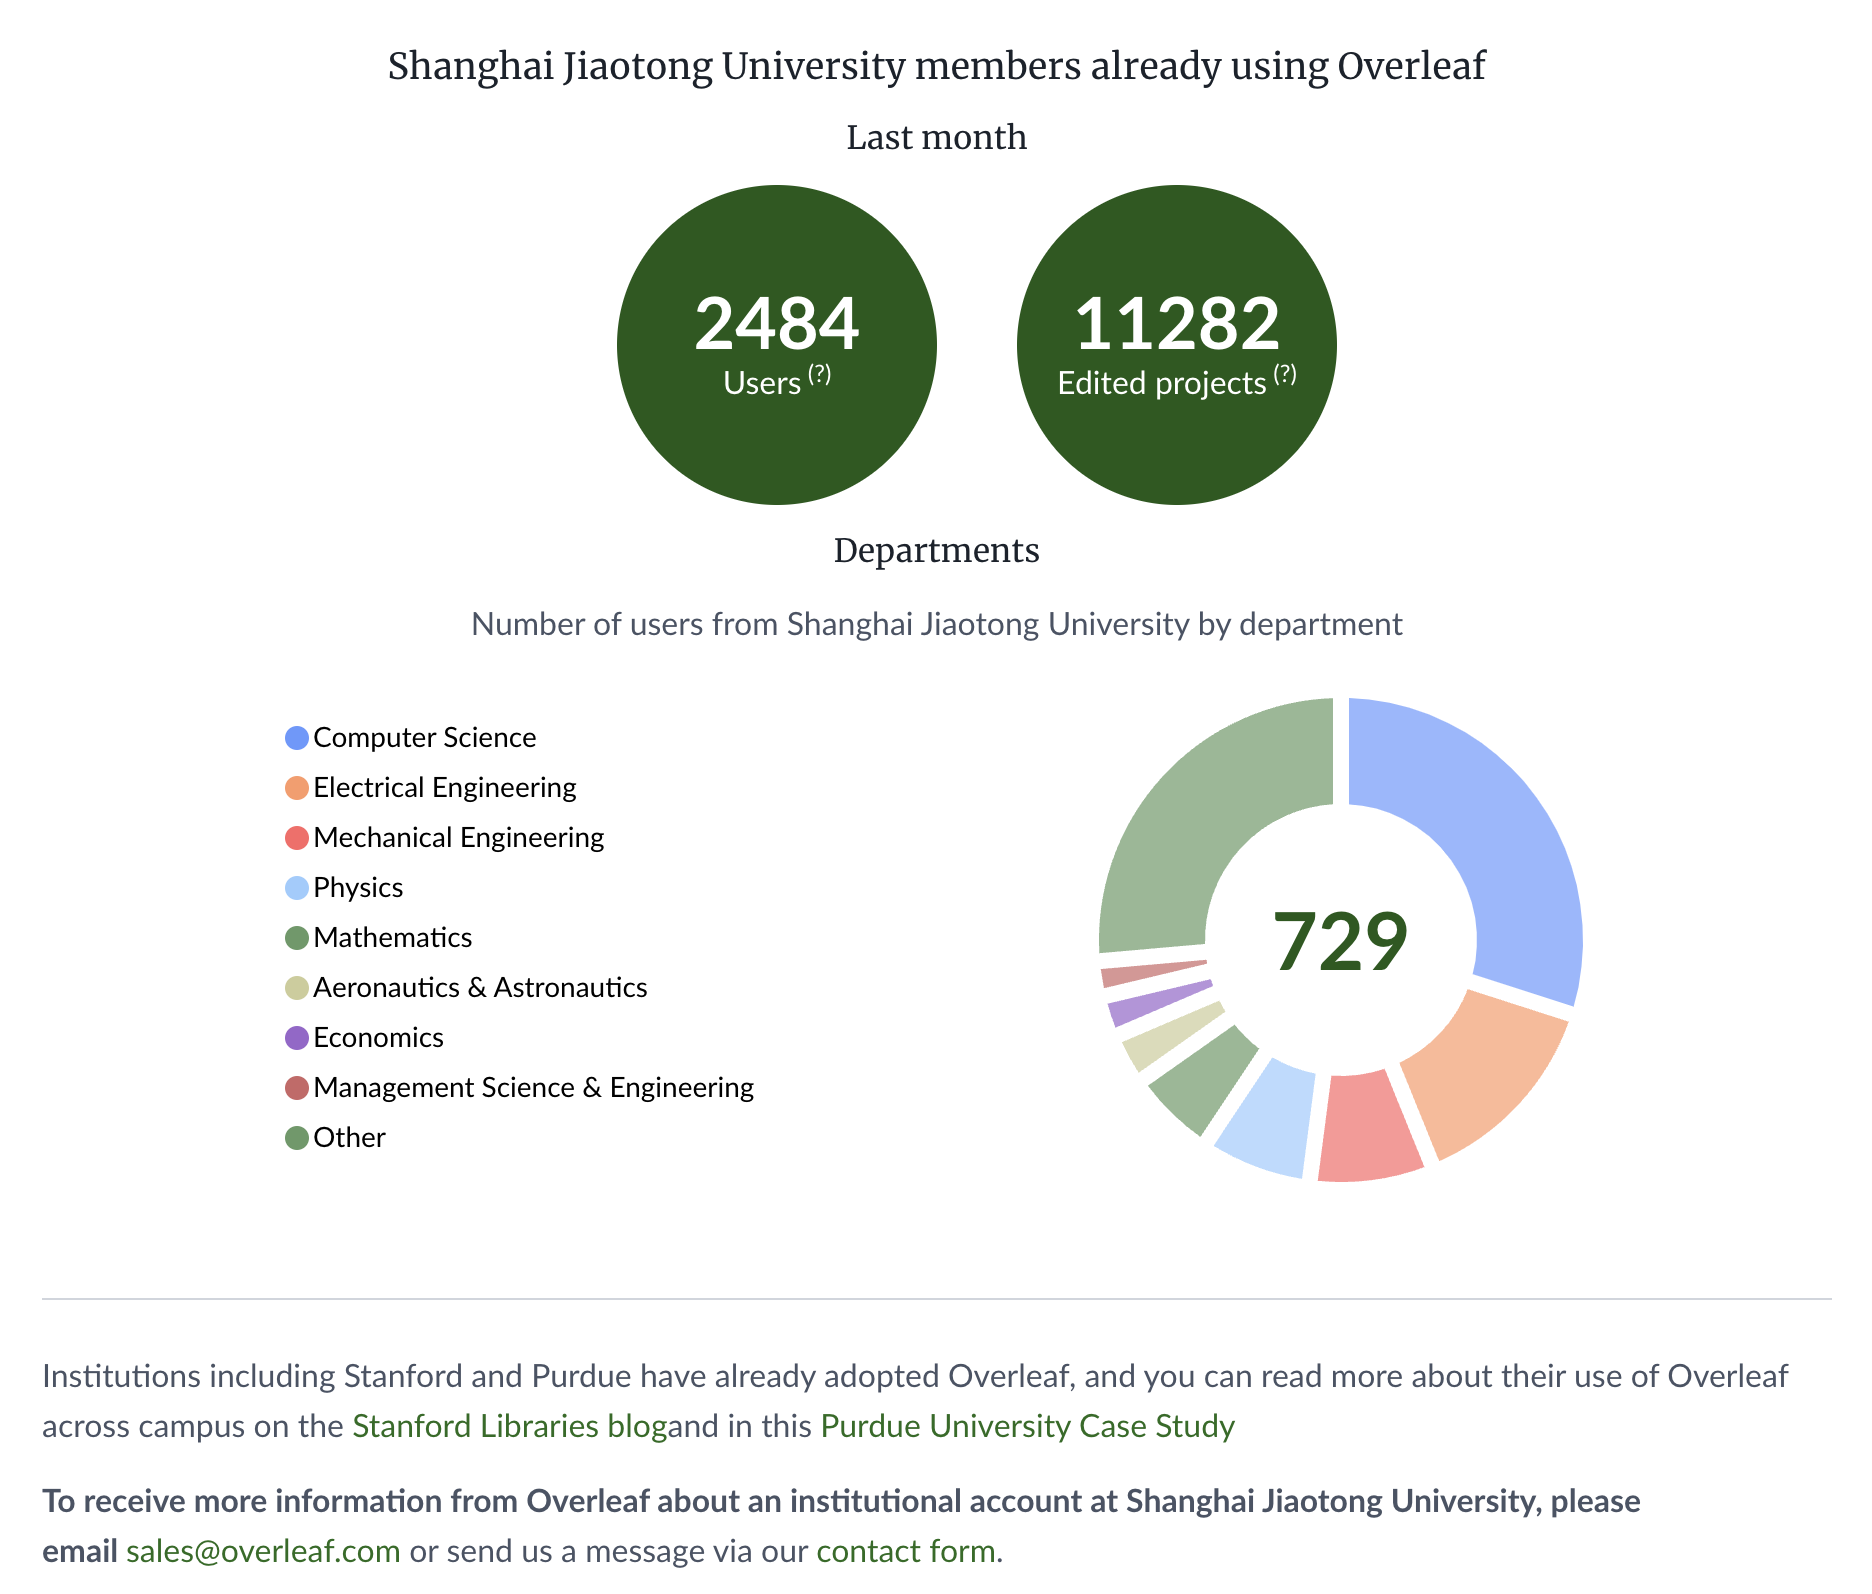 Shanghai Jiaotong University members already using Overleaf
Last month
2484
Users (?)
11282
Edited projects (?)
Departments
Number of users from Shanghai Jiaotong University by department
Computer Science
Electrical Engineering
Mechanical Engineering
Physics
Mathematics
Aeronautics & Astronautics
Economics
Management Science & Engineering
Other
729
Institutions including Stanford and Purdue have already adopted Overleaf, and you can read more about their use of Overleaf
across campus on the Stanford Libraries blogand in this Purdue University Case Study
To receive more information from Overleaf about an institutional account at Shanghai Jiaotong University, please
email sales@overleaf.com or send us a message via our contact form.